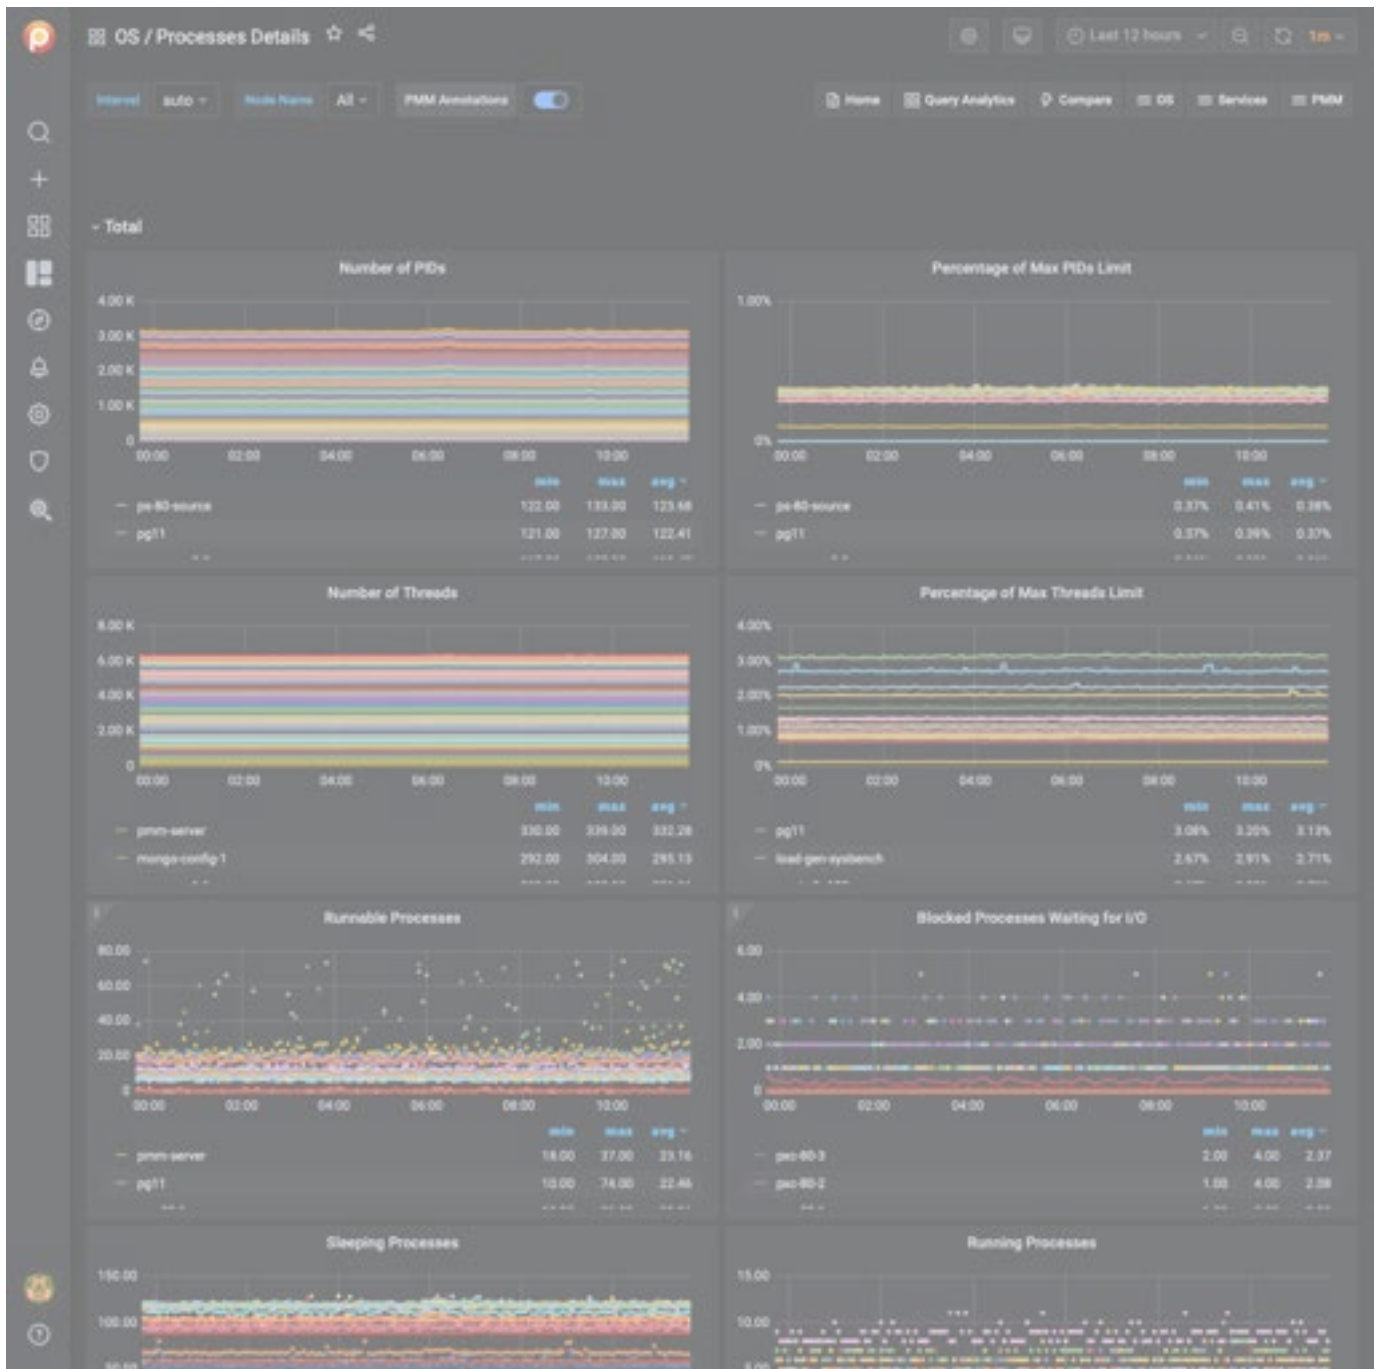 OS / Processes Details
Last 12 hours
1m
Interval auto
Node Name All
PMM Annotations
Home
Query Analytics
Compare
OS
Services
PMM
Total
Number of PIDs
4.00 K
3.00 K
2.00 K
1.00 K
0
00:00 02:00 04:00 06:00 08:00 10:00
min max avg
ps-80-source 122.00 133.00 123.68
pg11 121.00 127.00 122.41
Percentage of Max PIDs Limit
1.00%
0%
00:00 02:00 04:00 06:00 08:00 10:00
min max avg
ps-80-source 0.37% 0.41% 0.38%
pg11 0.37% 0.39% 0.37%
Number of Threads
8.00 K
6.00 K
4.00 K
2.00 K
0
00:00 02:00 04:00 06:00 08:00 10:00
min max avg
pmm-server 330.00 339.00 332.28
mongo-config-1 292.00 304.00 295.13
Percentage of Max Threads Limit
4.00%
3.00%
2.00%
1.00%
0%
00:00 02:00 04:00 06:00 08:00 10:00
min max avg
pg11 3.08% 3.20% 3.13%
load-gen-sysbench 2.67% 2.91% 2.71%
Runnable Processes
80.00
60.00
40.00
20.00
0
00:00 02:00 04:00 06:00 08:00 10:00
min max avg
pmm-server 18.00 37.00 23.16
pg11 10.00 74.00 22.46
Blocked Processes Waiting for I/O
6.00
4.00
2.00
0
00:00 02:00 04:00 06:00 08:00 10:00
min max avg
pxc-80-3 2.00 4.00 2.37
pxc-80-2 1.00 4.00 2.08
Sleeping Processes
150.00
100.00
50.00
Running Processes
15.00
10.00
5.00